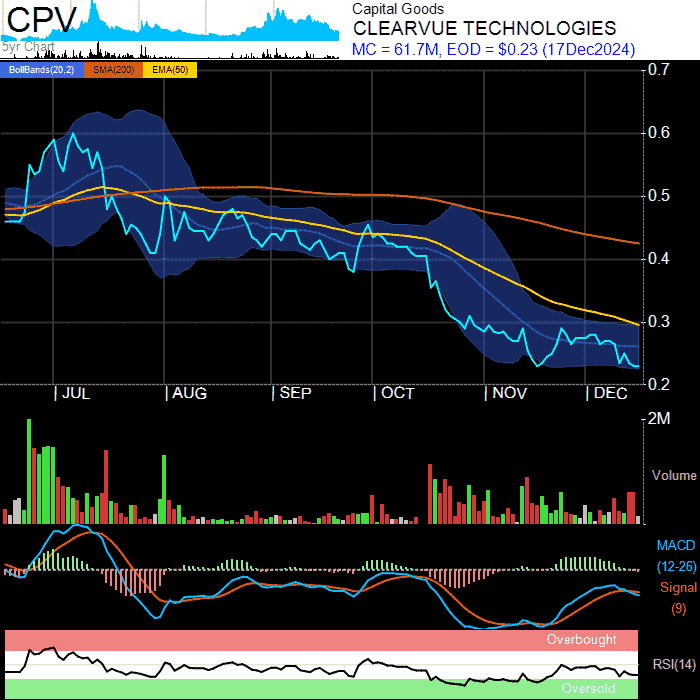 CPV
5yr Chart
Capital Goods
CLEARVUE TECHNOLOGIES
MC = 61.7M, EOD = $0.23 (17Dec2024)
BollBands(20,2) SMA(200) EMA(50)
0.7
0.6
0.5
0.4
0.3
0.2
JUL AUG SEP OCT NOV DEC
2M
Volume
MACD
(12-26)
Signal
(9)
Overbought
RSI(14)
Oversold